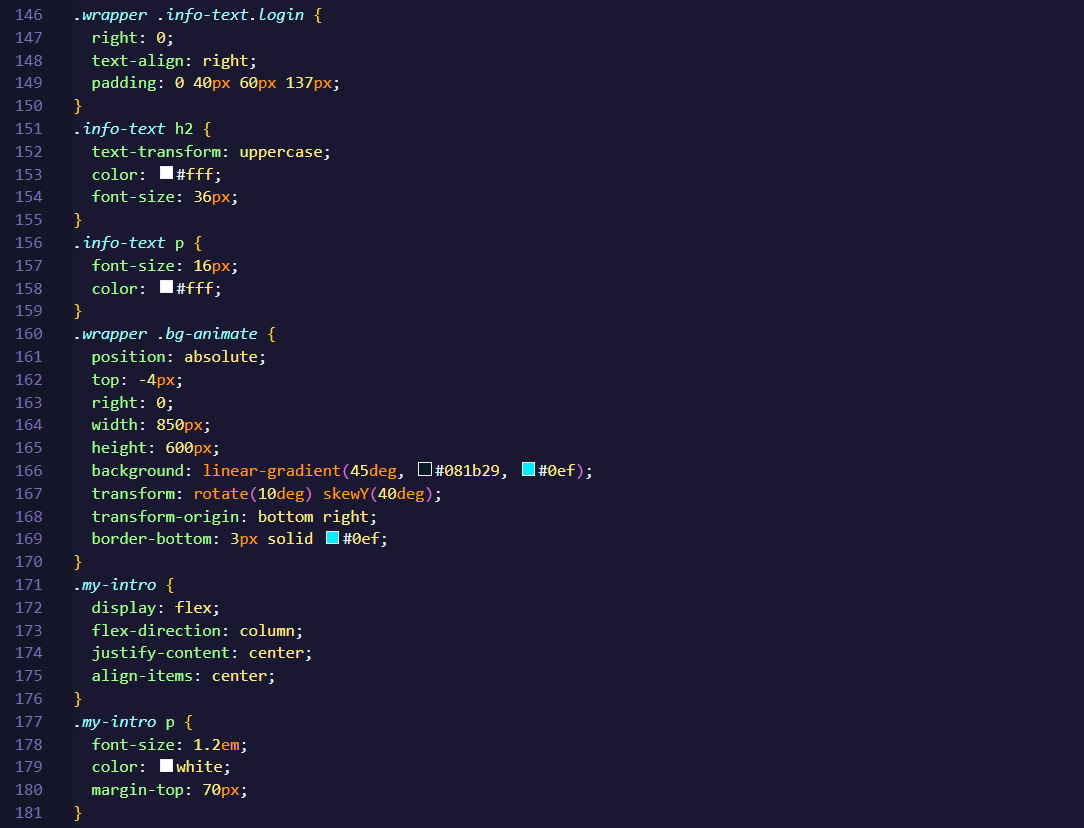 146 .wrapper .info-text.login {
147 right: 0;
148 text-align: right;
149 padding: 0 40px 60px 137px;
150 }
151 .info-text h2 {
152 text-transform: uppercase;
153 color: #fff;
154 font-size: 36px;
155 }
156 .info-text p {
157 font-size: 16px;
158 color: #fff;
159 }
160 .wrapper .bg-animate {
161 position: absolute;
162 top: -4px;
163 right: 0;
164 width: 850px;
165 height: 600px;
166 background: linear-gradient(45deg, #081b29, #0ef);
167 transform: rotate(10deg) skewY(40deg);
168 transform-origin: bottom right;
169 border-bottom: 3px solid #0ef;
170 }
171 .my-intro {
172 display: flex;
173 flex-direction: column;
174 justify-content: center;
175 align-items: center;
176 }
177 .my-intro p {
178 font-size: 1.2em;
179 color: white;
180 margin-top: 70px;
181 }